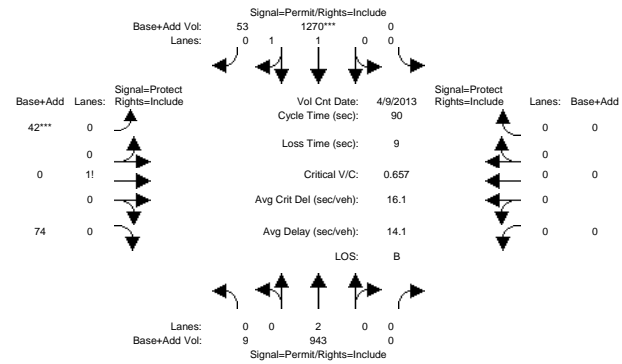 Signal=Permit/Rights=Include
Base+Add Vol: 53 1270*** 0
Lanes: 0 1 1 0 0
Signal=Protect
Base+Add Lanes: Rights=Include
Vol Cnt Date: 4/9/2013
Signal=Protect
Rights=Include Lanes: Base+Add
42*** 0
Cycle Time (sec): 90
0 0
0
Loss Time (sec): 9
0
0 1!
Critical V/C: 0.657
0 0
0
Avg Crit Del (sec/veh): 16.1
0
74 0
Avg Delay (sec/veh): 14.1
0 0
LOS: B
Lanes: 0 0 2 0 0
Base+Add Vol: 9 943 0
Signal=Permit/Rights=Include